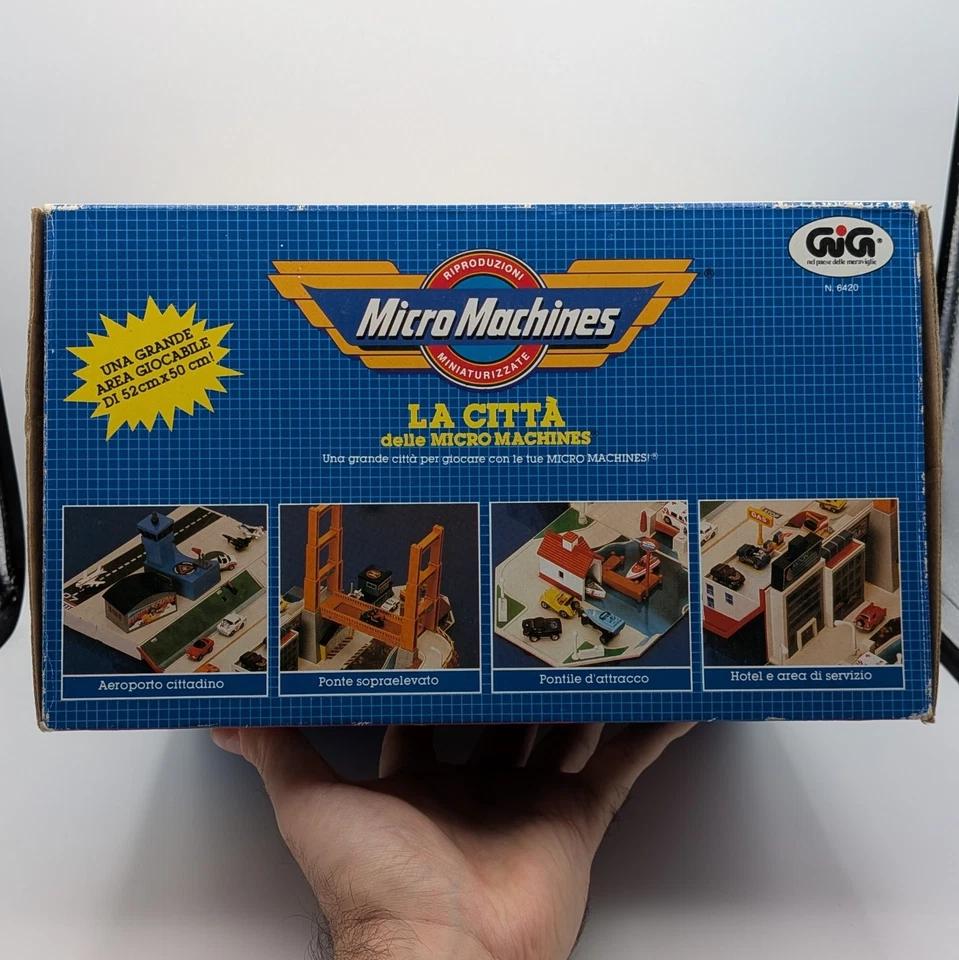 GiG®
nel paese delle meraviglie
N. 6420
RIPRODUZIONI
Micro Machines®
MINIATURIZZATE
UNA GRANDE
AREA GIOCABILE
DI 52cmx50 cm!
LA CITTÀ
delle MICRO MACHINES
Una grande città per giocare con le tue MICRO MACHINES!®
GAS
Aeroporto cittadino
Ponte sopraelevato
Pontile d'attracco
Hotel e area di servizio